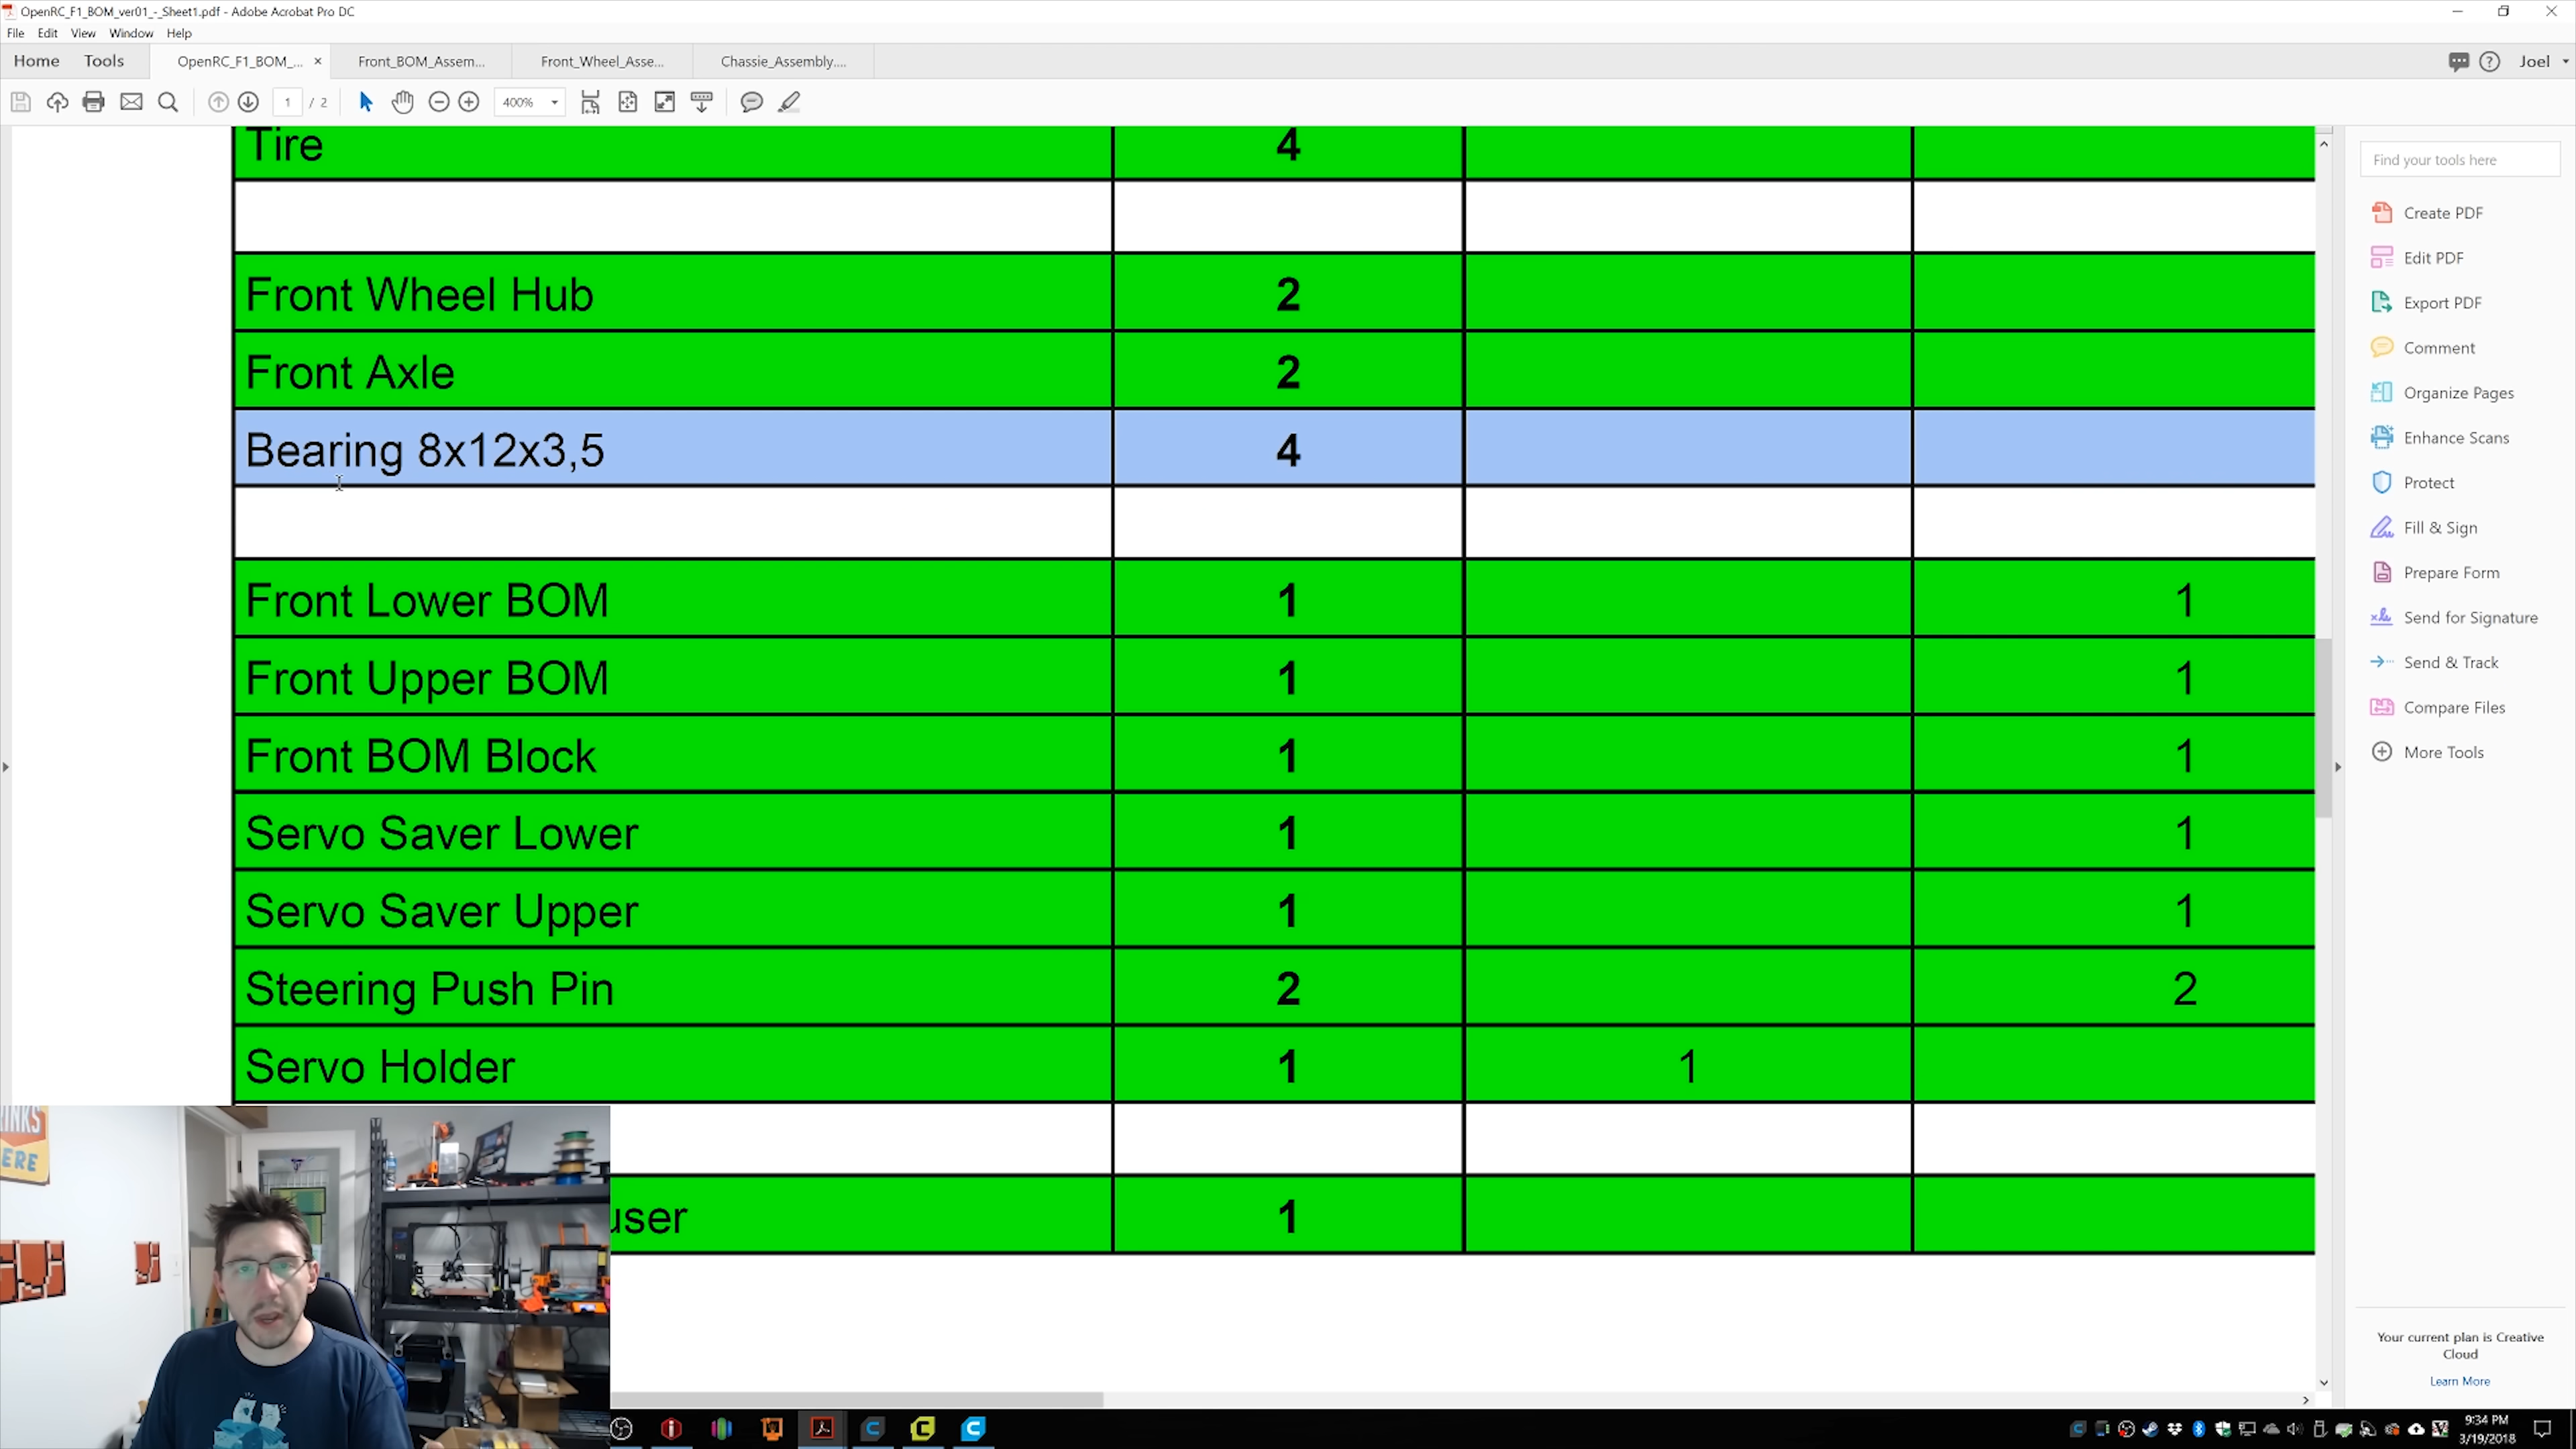 OpenRC_F1_BOM_ver01_-_Sheet1.pdf - Adobe Acrobat Pro DC
File Edit View Window Help
Home Tools OpenRC_F1_BOM_... × Front_BOM_Assem... Front_Wheel_Asse... Chassie_Assembly.... Joel
1 / 2 400%
Find your tools here
Create PDF
Edit PDF
Export PDF
Comment
Organize Pages
Enhance Scans
Protect
Fill & Sign
Prepare Form
Send for Signature
Send & Track
Compare Files
More Tools
Your current plan is Creative
Cloud
Learn More
Tire 4
Front Wheel Hub 2
Front Axle 2
Bearing 8x12x3,5 4
Front Lower BOM 1 1
Front Upper BOM 1 1
Front BOM Block 1 1
Servo Saver Lower 1 1
Servo Saver Upper 1 1
Steering Push Pin 2 2
Servo Holder 1 1
user 1
INKS
ERE
9:34 PM
3/19/2018